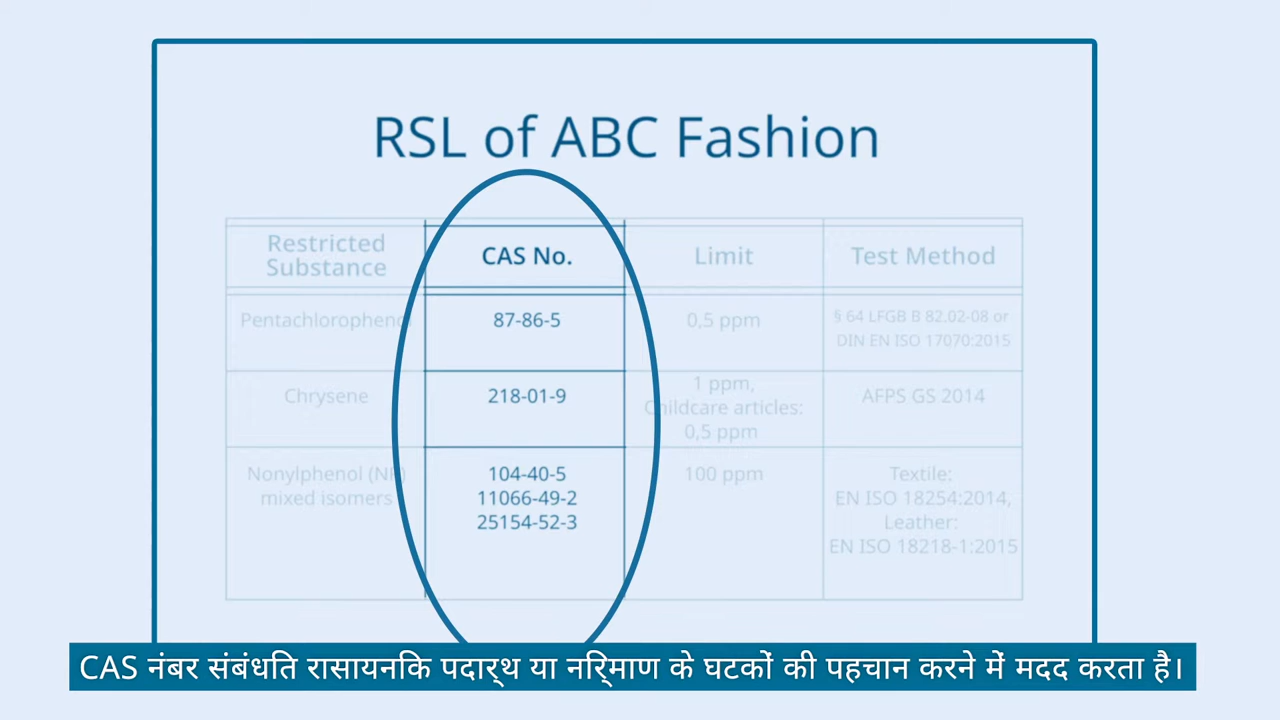 RSL of ABC Fashion
Restricted
Substance
CAS No.
Limit
Test Method
Pentachlorophenol
87-86-5
0,5 ppm
§ 64 LFGB B 82.02-08 or
DIN EN ISO 17070:2015
Chrysene
218-01-9
1 ppm,
Childcare articles:
0,5 ppm
AFPS GS 2014
Nonylphenol (NP)
mixed isomers
104-40-5
11066-49-2
25154-52-3
100 ppm
Textile:
EN ISO 18254:2014,
Leather:
EN ISO 18218-1:2015
CAS नंबर संबंधति रासायनकि पदार्थ या नरि्माण के घटकों की पहचान करने में मदद करता है।